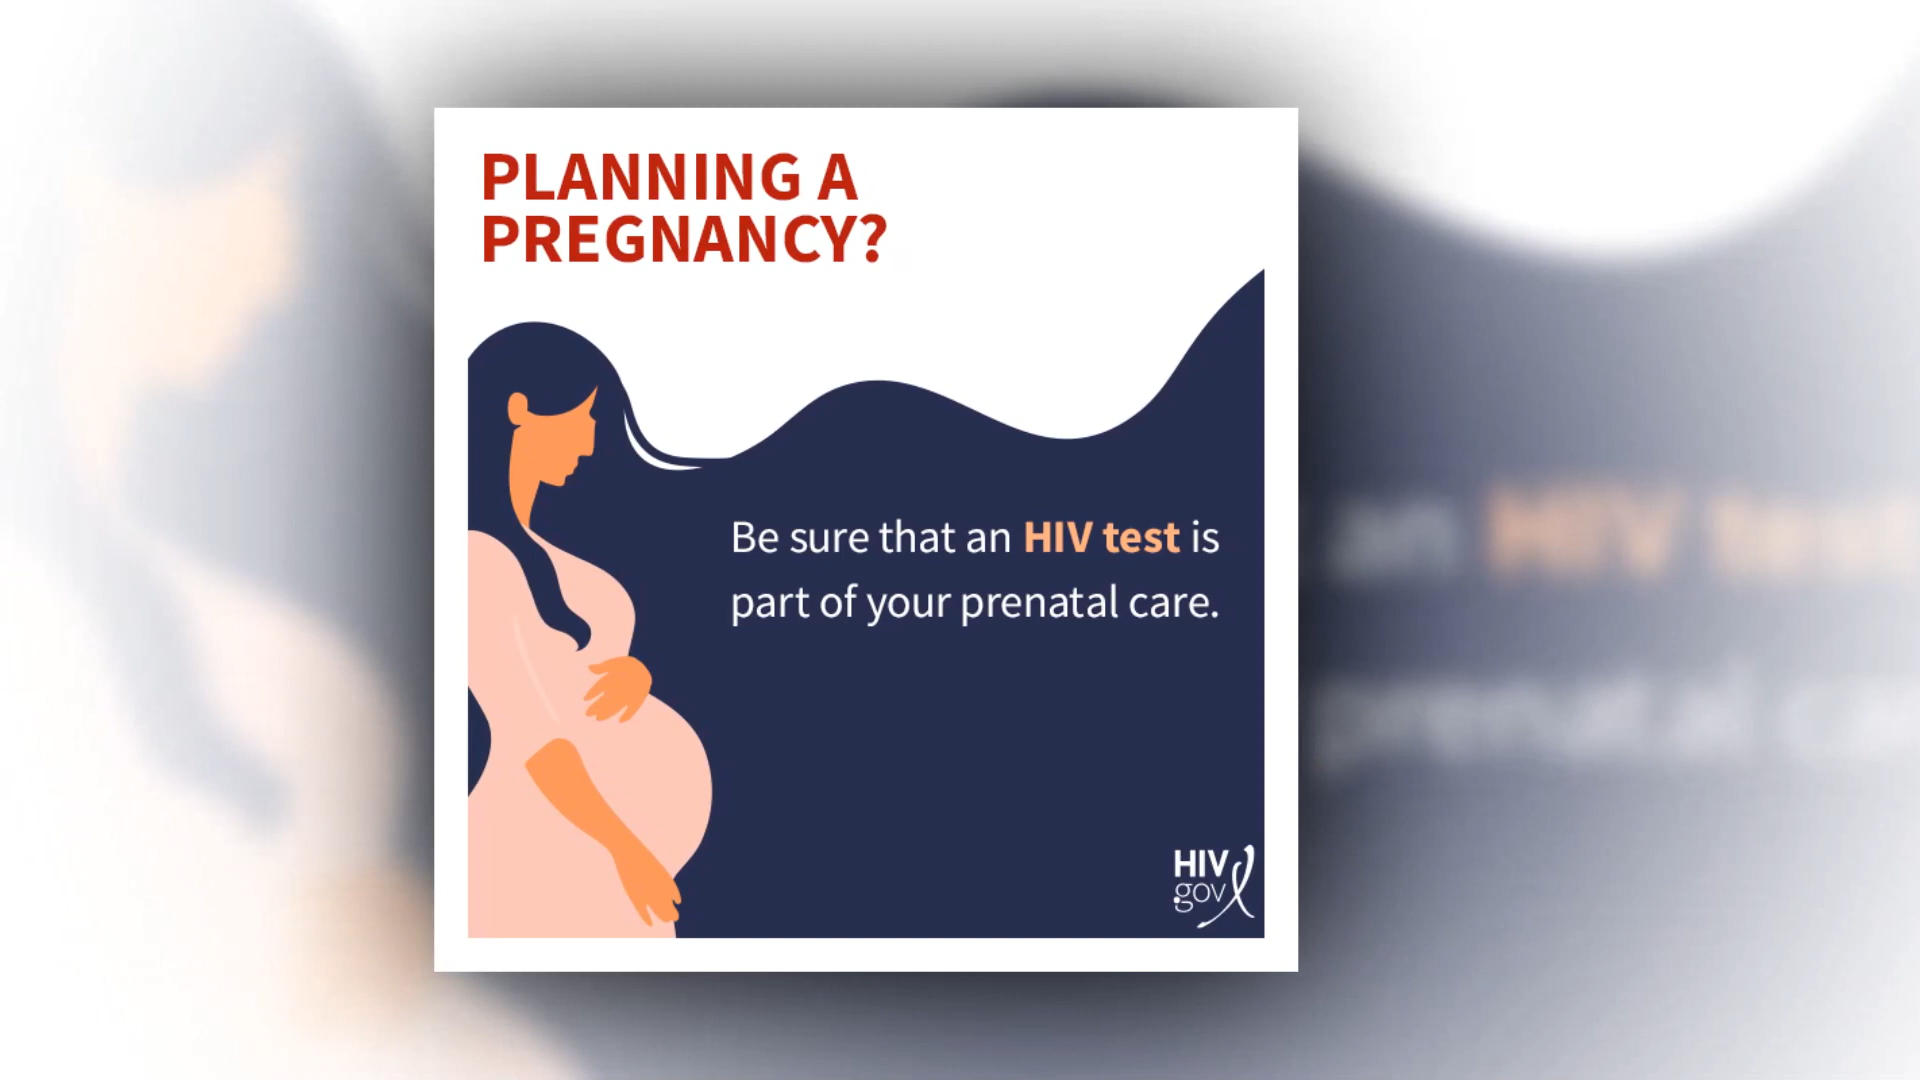 PLANNING A
PREGNANCY?
Be sure that an HIV test is
part of your prenatal care.
HIV
.gov